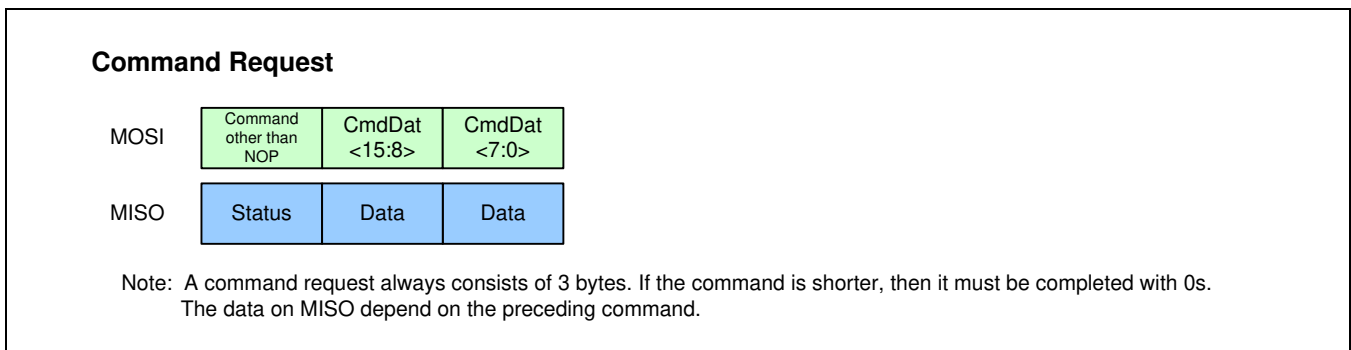 Command Request
MOSI
Command
other than
NOP
CmdDat
<15:8>
CmdDat
<7:0>
MISO
Status
Data
Data
Note: A command request always consists of 3 bytes. If the command is shorter, then it must be completed with 0s.
The data on MISO depend on the preceding command.